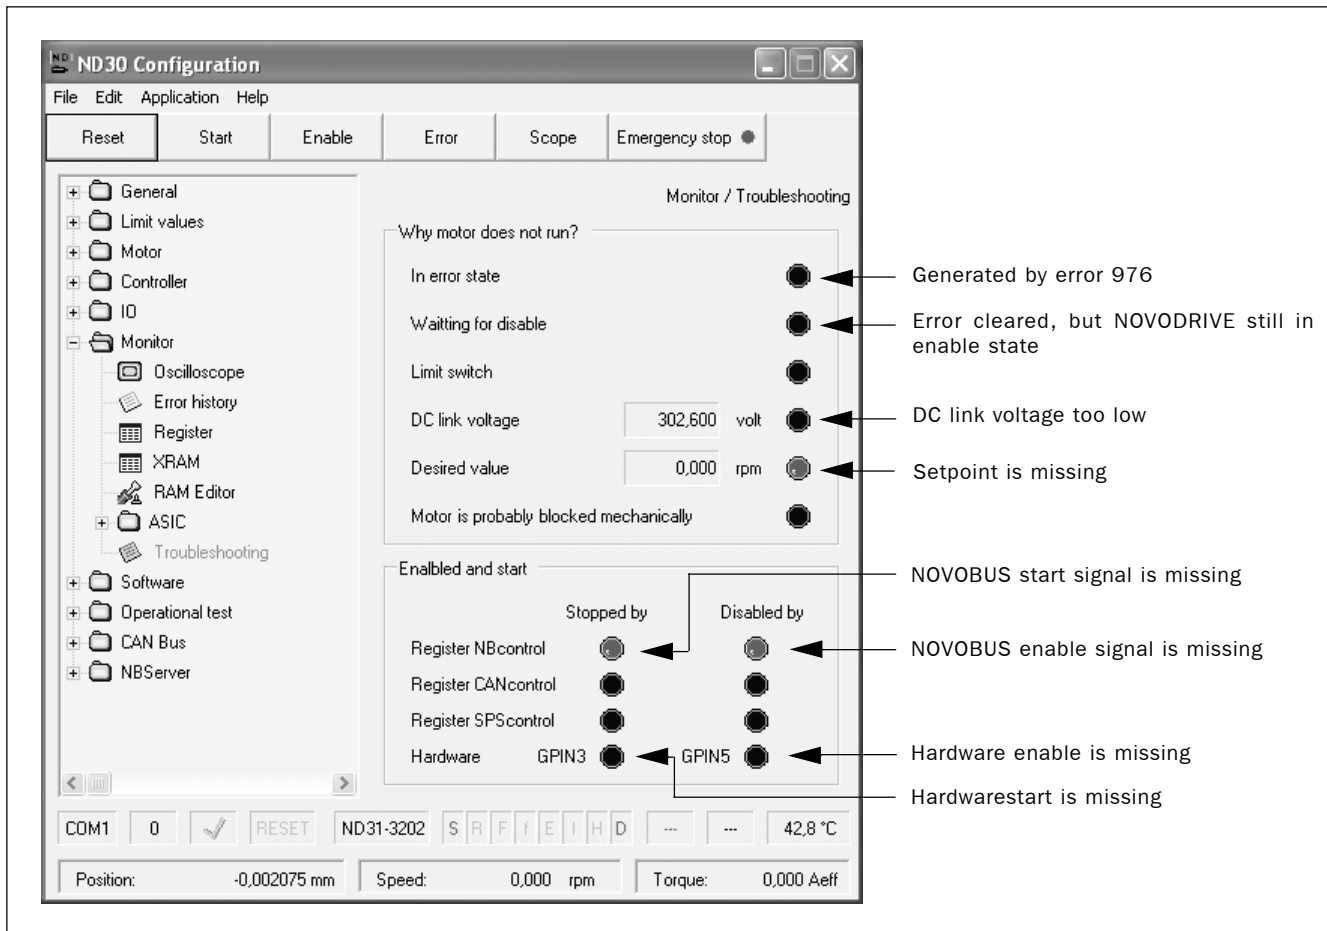 ND30 Configuration
File Edit Application Help
Reset Start Enable Error Scope Emergency stop
General
Limit values
Motor
Controller
IO
Monitor
Oscilloscope
Error history
Register
XRAM
RAM Editor
ASIC
Troubleshooting
Software
Operational test
CAN Bus
NBServer
Monitor / Troubleshooting
Why motor does not run?
In error state
Waitting for disable
Limit switch
DC link voltage 302,600 volt
Desired value 0,000 rpm
Motor is probably blocked mechanically
Enalbled and start
Stopped by Disabled by
Register NBcontrol
Register CANcontrol
Register SPScontrol
Hardware GPIN3 GPIN5
Generated by error 976
Error cleared, but NOVODRIVE still in
enable state
DC link voltage too low
Setpoint is missing
NOVOBUS start signal is missing
NOVOBUS enable signal is missing
Hardware enable is missing
Hardwarestart is missing
COM1 0 RESET ND31-3202 S R F f E I H D --- --- 42,8 °C
Position: -0,002075 mm Speed: 0,000 rpm Torque: 0,000 Aeff